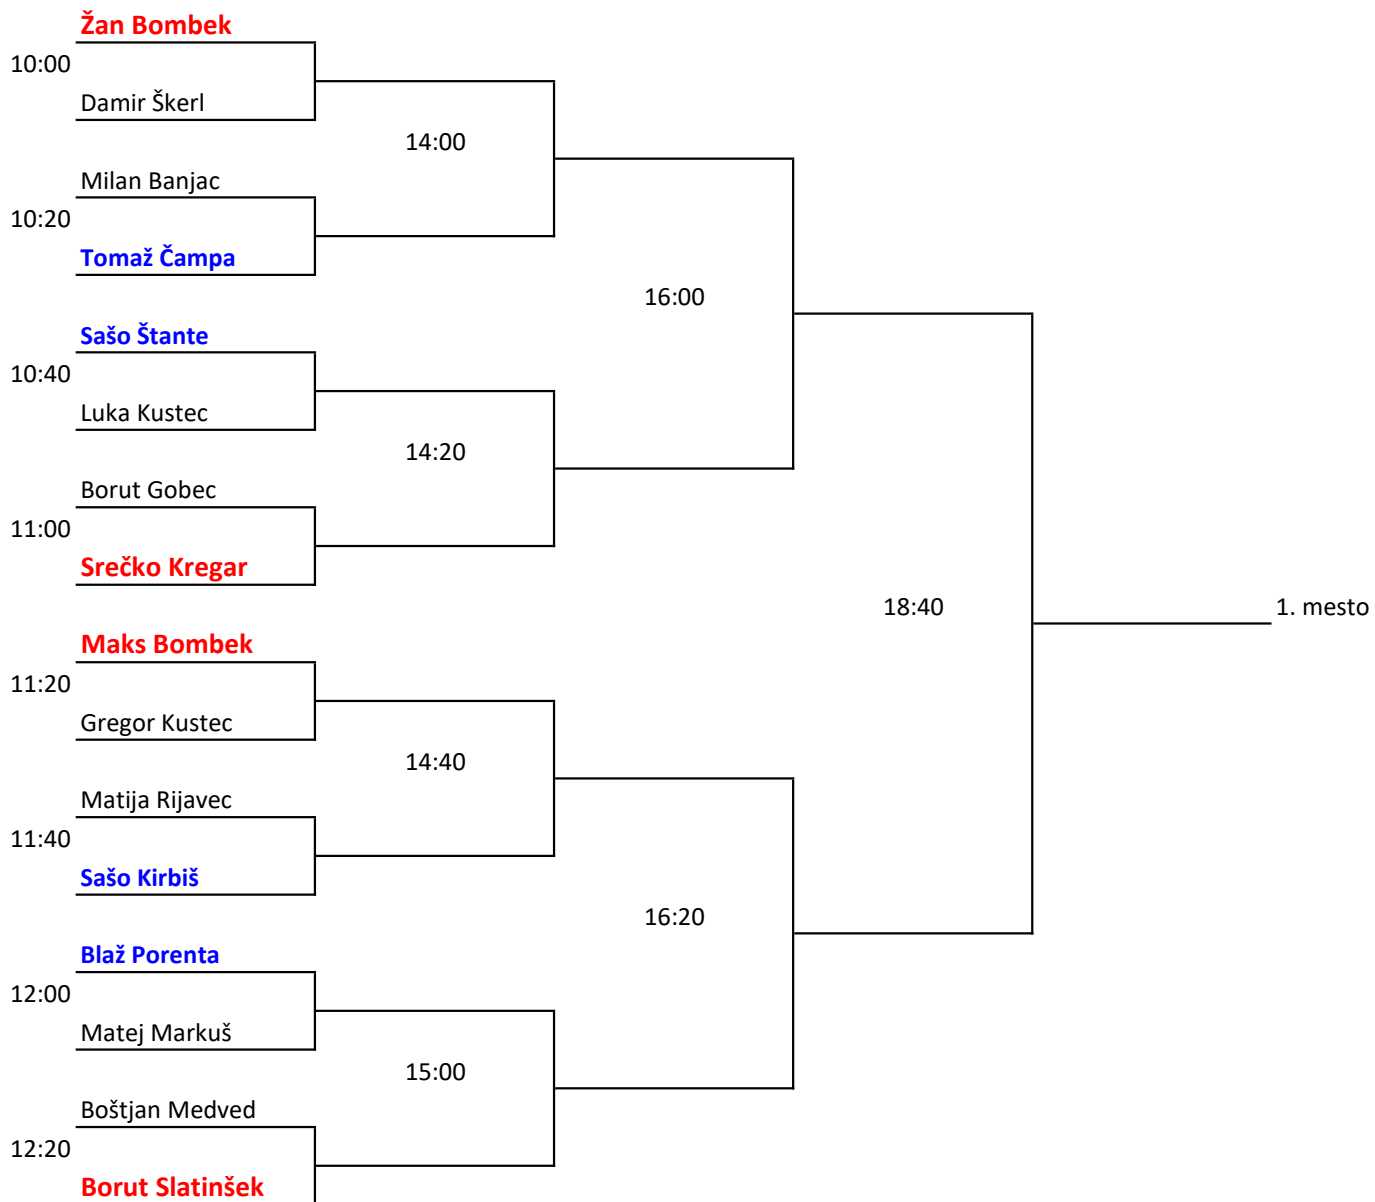 Žan Bombek
10:00
Damir Škerl
14:00
Milan Banjac
10:20
Tomaž Čampa
16:00
Sašo Štante
10:40
Luka Kustec
14:20
Borut Gobec
11:00
Srečko Kregar
18:40
1. mesto
Maks Bombek
11:20
Gregor Kustec
14:40
Matija Rijavec
11:40
Sašo Kirbiš
16:20
Blaž Porenta
12:00
Matej Markuš
15:00
Boštjan Medved
12:20
Borut Slatinšek